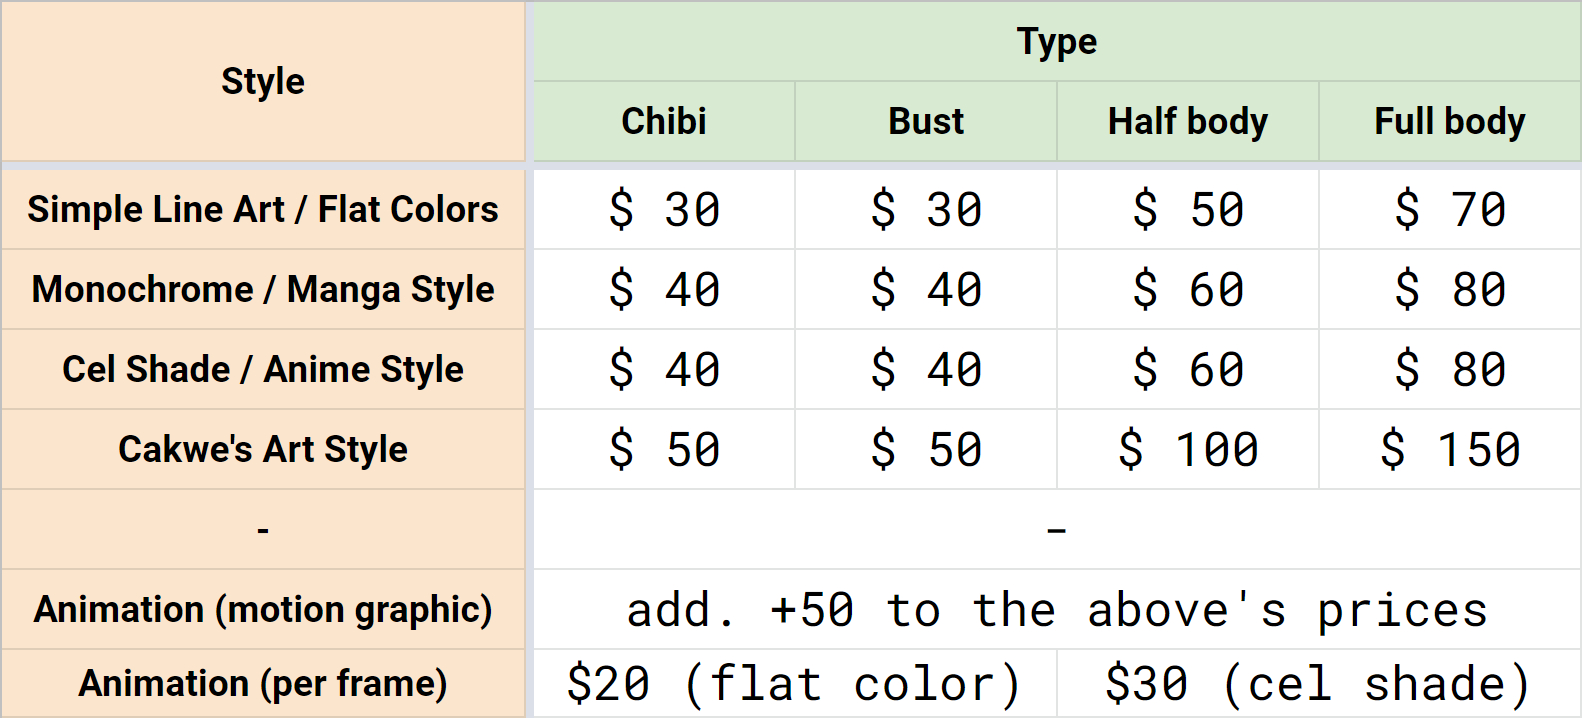 Style
Type
Chibi Bust Half body Full body
Simple Line Art / Flat Colors $ 30 $ 30 $ 50 $ 70
Monochrome / Manga Style $ 40 $ 40 $ 60 $ 80
Cel Shade / Anime Style $ 40 $ 40 $ 60 $ 80
Cakwe's Art Style $ 50 $ 50 $ 100 $ 150
- -
Animation (motion graphic) add. +50 to the above's prices
Animation (per frame) $20 (flat color) $30 (cel shade)